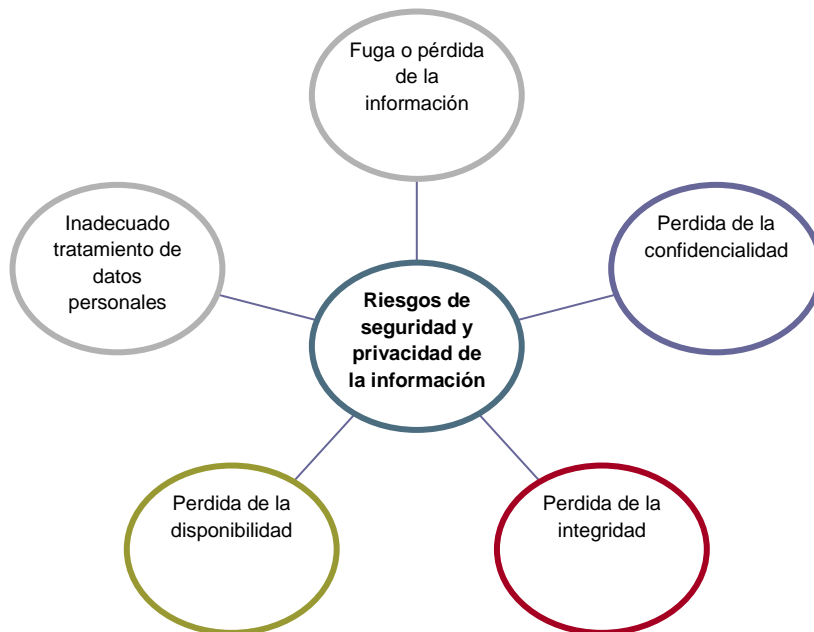 Fuga o pérdida
de la
información
Inadecuado
tratamiento de
datos
personales
Perdida de la
confidencialidad
Riesgos de
seguridad y
privacidad de
la información
Perdida de la
disponibilidad
Perdida de la
integridad